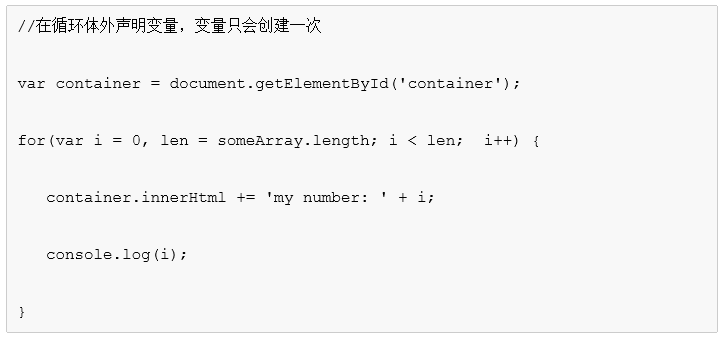 //在循环体外声明变量，变量只会创建一次
var container = document.getElementById('container');
for(var i = 0, len = someArray.length; i < len;  i++) {
container.innerHtml += 'my number: ' + i;
console.log(i);
}